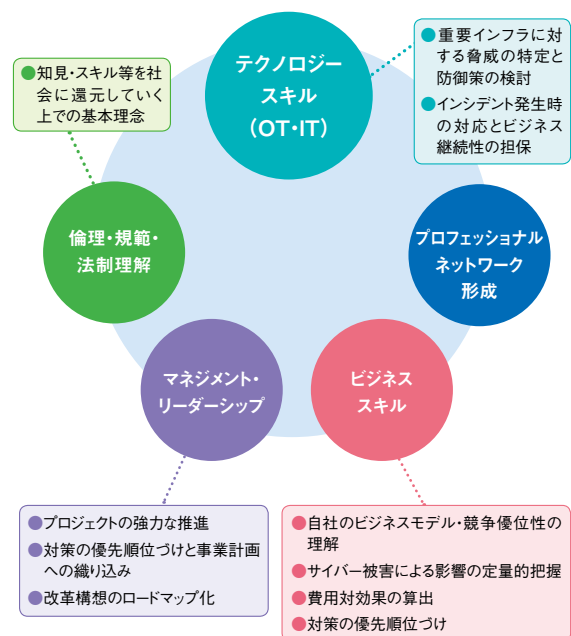 テクノロジー
スキル
（OT・IT）
●重要インフラに対
する脅威の特定と
防御策の検討
●インシデント発生時
の対応とビジネス
継続性の担保
●知見・スキル等を社
会に還元していく
上での基本理念
倫理・規範・
法制理解
プロフェッショナル
ネットワーク
形成
マネジメント・
リーダーシップ
ビジネス
スキル
●プロジェクトの強力な推進
●対策の優先順位づけと事業計画
への織り込み
●改革構想のロードマップ化
●自社のビジネスモデル・競争優位性の
理解
●サイバー被害による影響の定量的把握
●費用対効果の算出
●対策の優先順位づけ